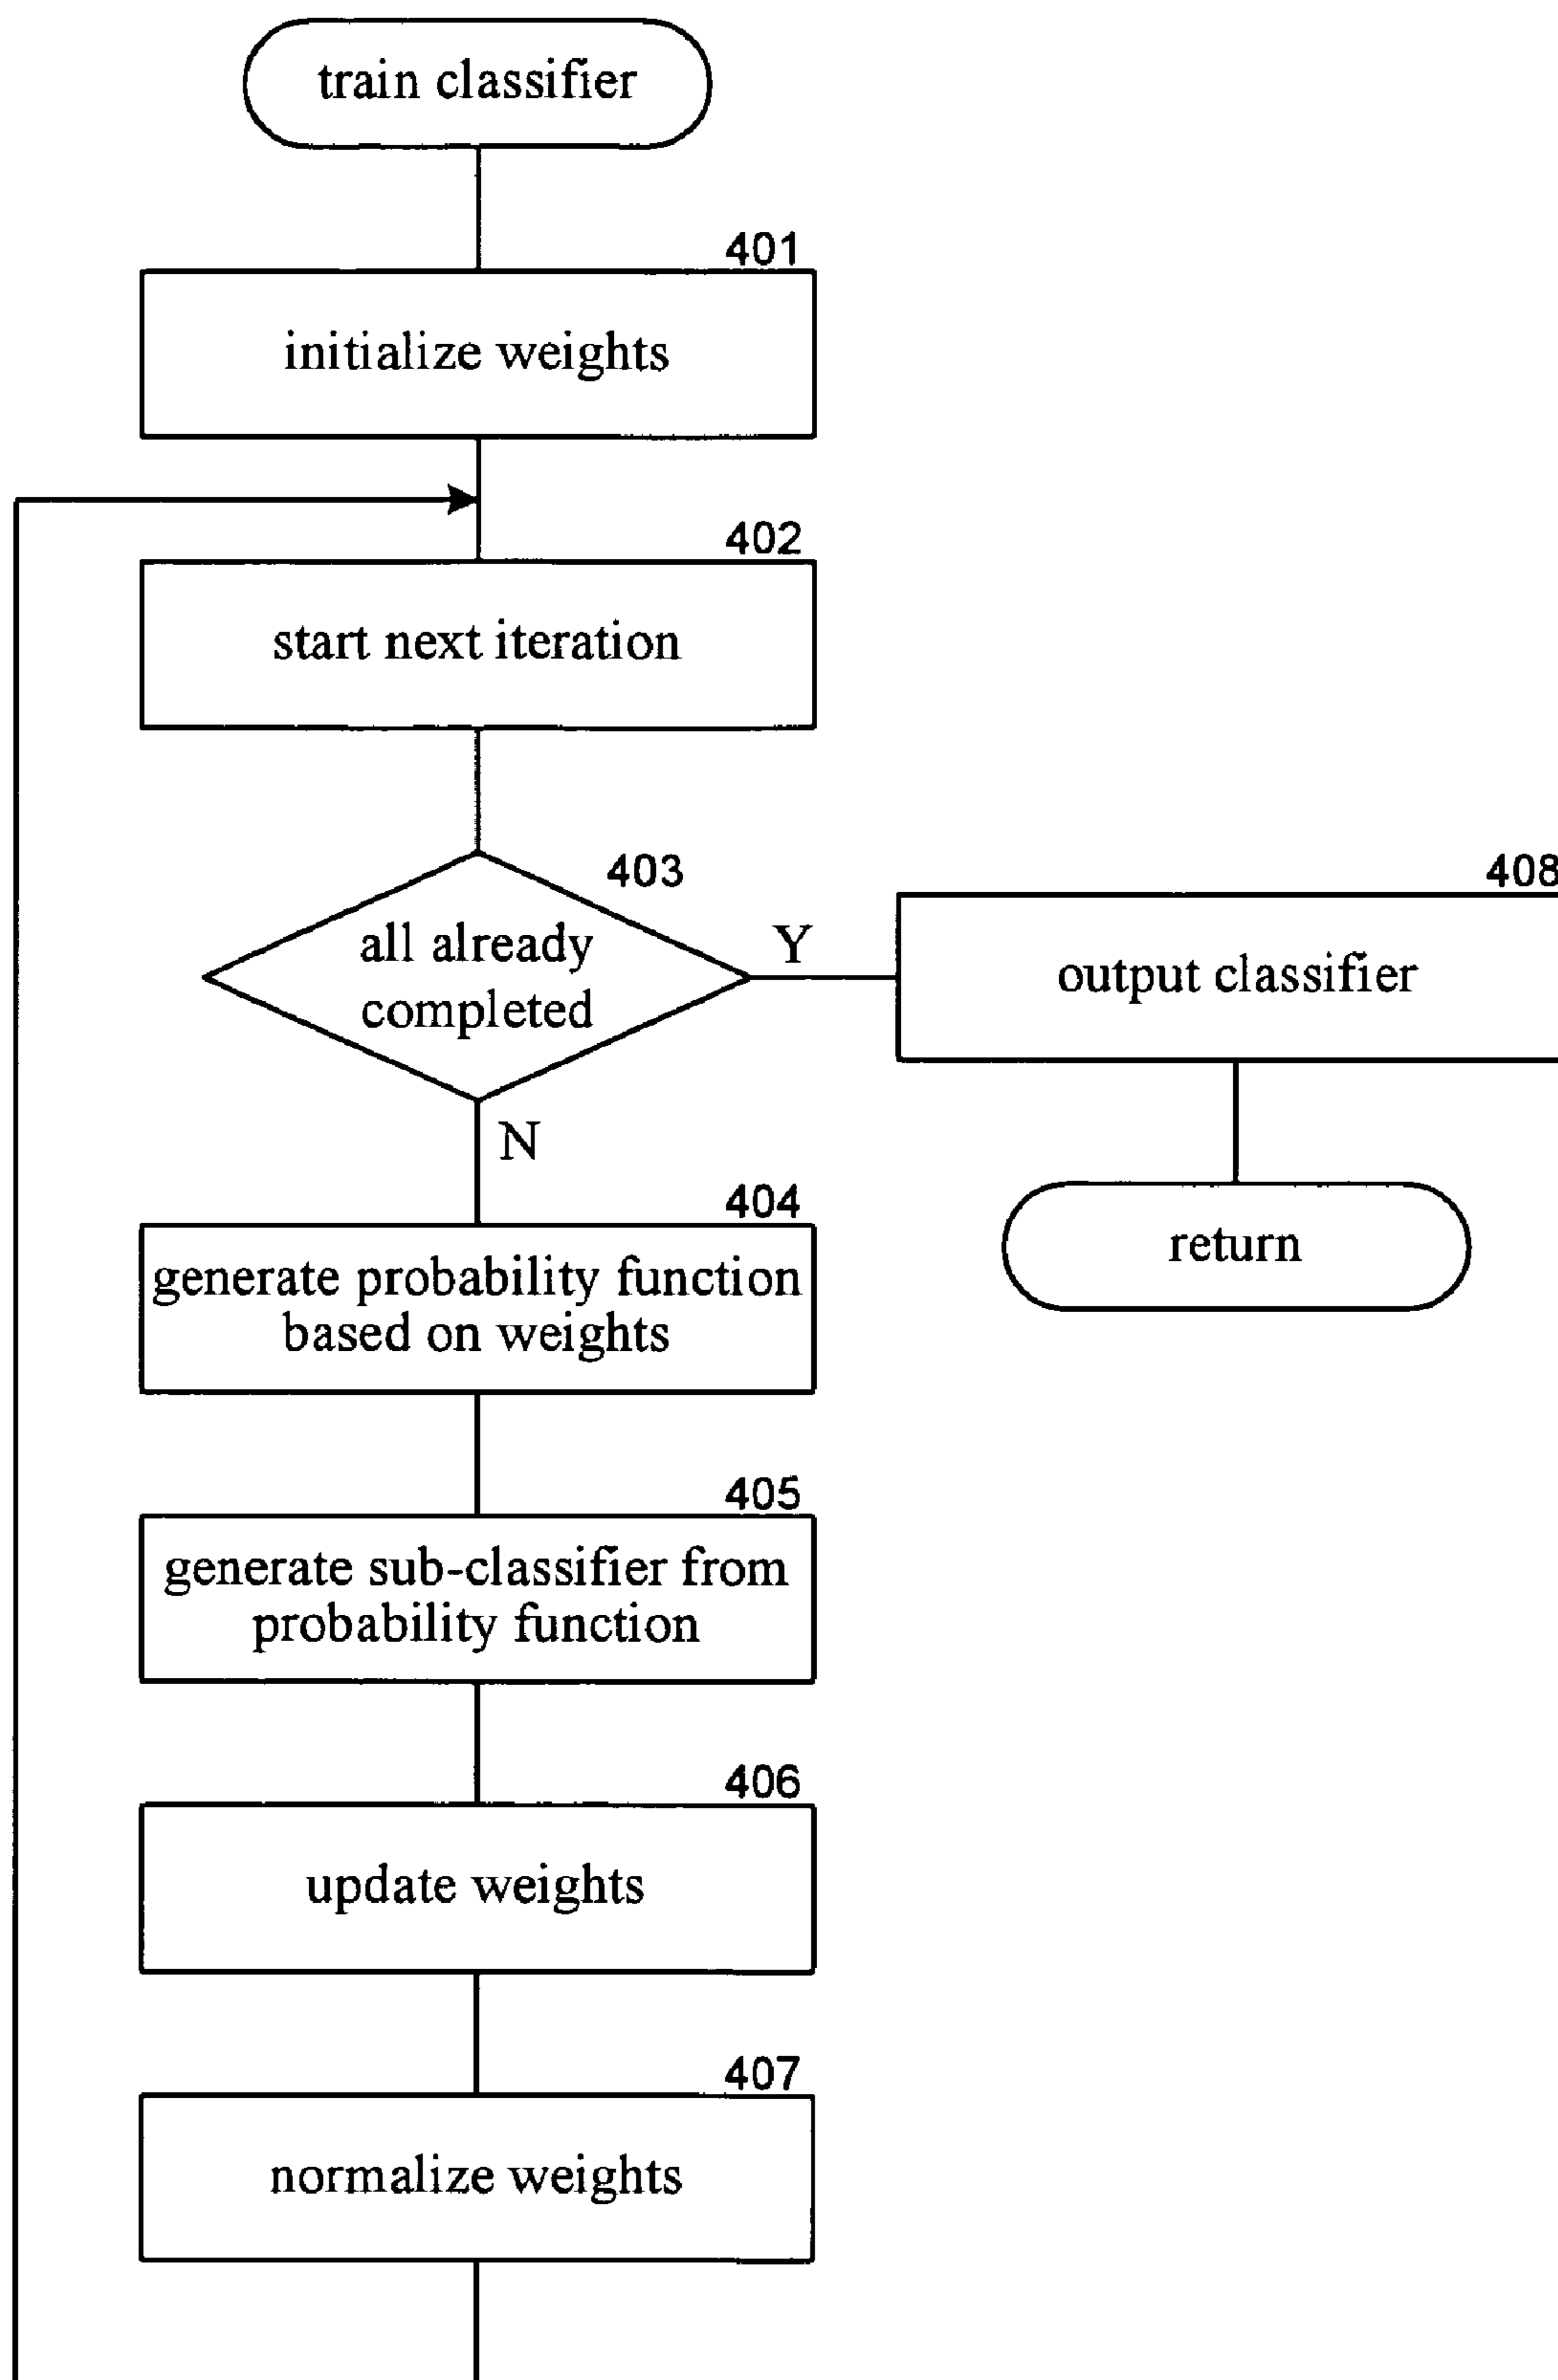 train classifier
401
initialize weights
402
start next iteration
403
all already
completed
Y
408
output classifier
N
return
404
generate probability function
based on weights
405
generate sub-classifier from
probability function
406
update weights
407
normalize weights